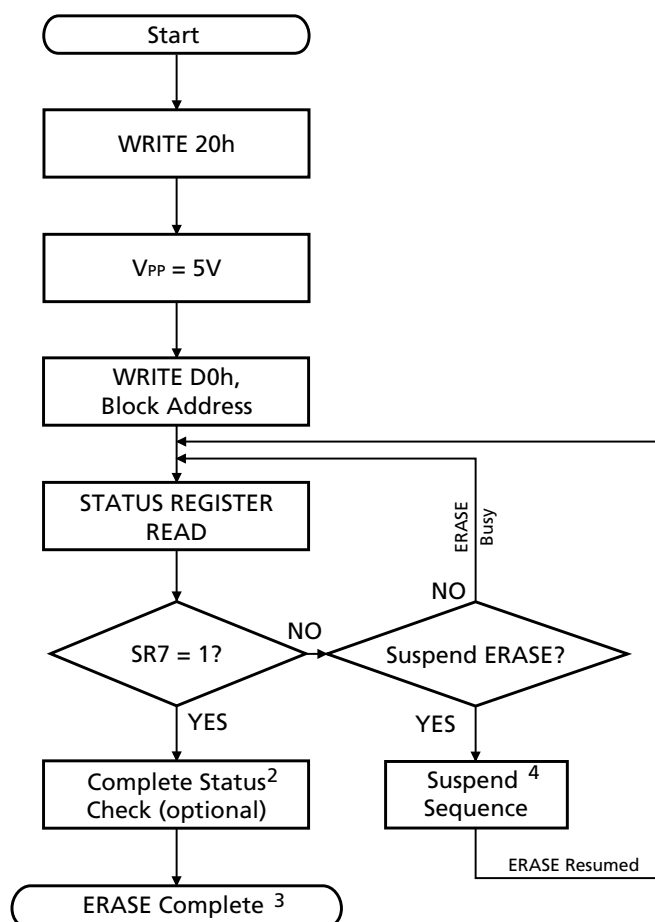 Start
WRITE 20h
VPP = 5V
WRITE D0h,
Block Address
STATUS REGISTER
READ
ERASE
Busy
NO
SR7 = 1?
NO
Suspend ERASE?
YES
YES
Complete Status2
Check (optional)
Suspend 4
Sequence
ERASE Resumed
ERASE Complete 3